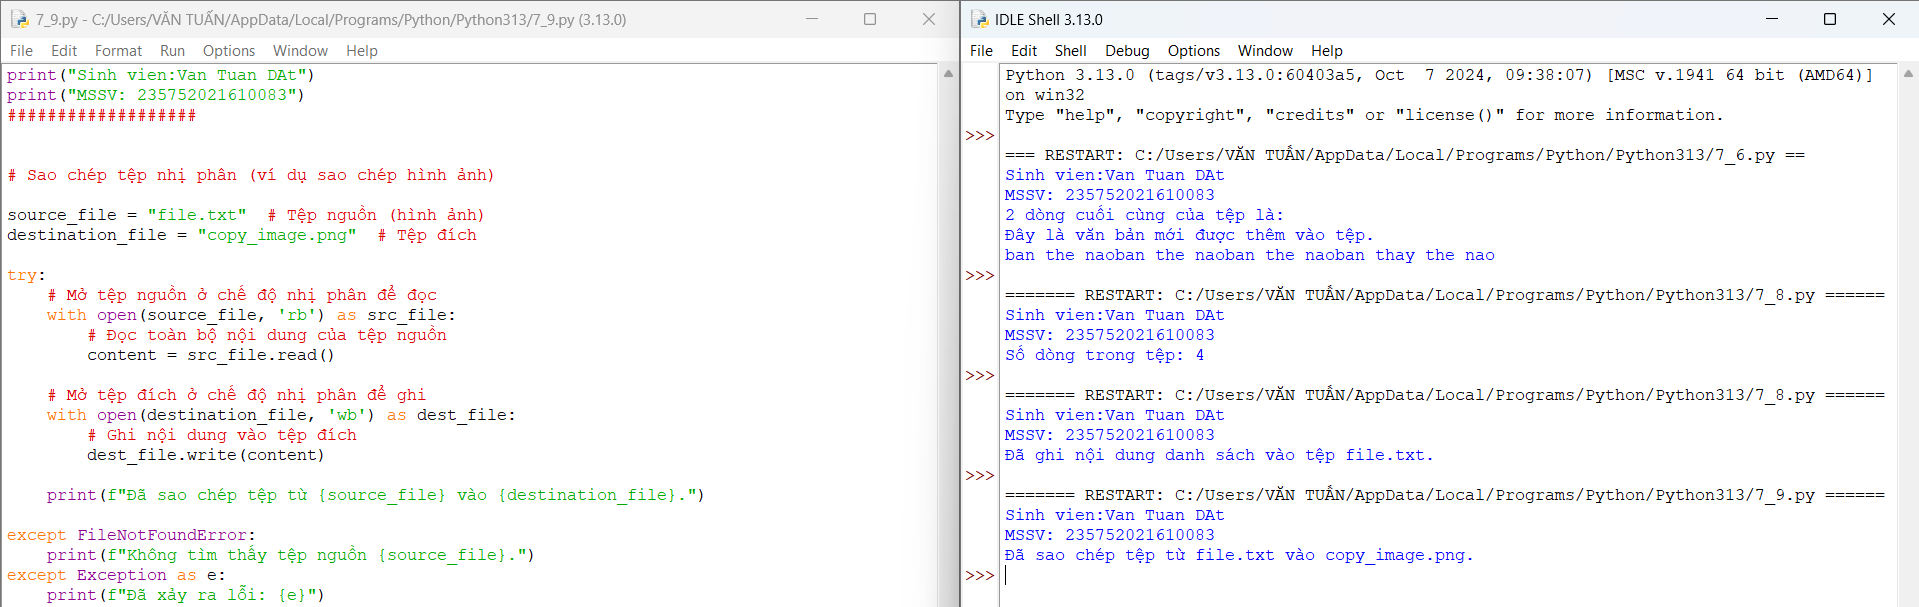 7_9.py - C:/Users/VĂN TUẤN/AppData/Local/Programs/Python/Python313/7_9.py (3.13.0)
File Edit Format Run Options Window Help
print("Sinh vien:Van Tuan DAt")
print("MSSV: 235752021610083")
###################
# Sao chép tệp nhị phân (ví dụ sao chép hình ảnh)
source_file = "file.txt"  # Tệp nguồn (hình ảnh)
destination_file = "copy_image.png"  # Tệp đích
try:
    # Mở tệp nguồn ở chế độ nhị phân để đọc
    with open(source_file, 'rb') as src_file:
        # Đọc toàn bộ nội dung của tệp nguồn
        content = src_file.read()
    # Mở tệp đích ở chế độ nhị phân để ghi
    with open(destination_file, 'wb') as dest_file:
        # Ghi nội dung vào tệp đích
        dest_file.write(content)
    print(f"Đã sao chép tệp từ {source_file} vào {destination_file}.")
except FileNotFoundError:
    print(f"Không tìm thấy tệp nguồn {source_file}.")
except Exception as e:
    print(f"Đã xảy ra lỗi: {e}")
IDLE Shell 3.13.0
File Edit Shell Debug Options Window Help
Python 3.13.0 (tags/v3.13.0:60403a5, Oct  7 2024, 09:38:07) [MSC v.1941 64 bit (AMD64)]
on win32
Type "help", "copyright", "credits" or "license()" for more information.
>>>
=== RESTART: C:/Users/VĂN TUẤN/AppData/Local/Programs/Python/Python313/7_6.py ==
Sinh vien:Van Tuan DAt
MSSV: 235752021610083
2 dòng cuối cùng của tệp là:
Đây là văn bản mới được thêm vào tệp.
ban the naoban the naoban the naoban thay the nao
>>>
======= RESTART: C:/Users/VĂN TUẤN/AppData/Local/Programs/Python/Python313/7_8.py ======
Sinh vien:Van Tuan DAt
MSSV: 235752021610083
Số dòng trong tệp: 4
>>>
======= RESTART: C:/Users/VĂN TUẤN/AppData/Local/Programs/Python/Python313/7_8.py ======
Sinh vien:Van Tuan DAt
MSSV: 235752021610083
Đã ghi nội dung danh sách vào tệp file.txt.
>>>
======= RESTART: C:/Users/VĂN TUẤN/AppData/Local/Programs/Python/Python313/7_9.py ======
Sinh vien:Van Tuan DAt
MSSV: 235752021610083
Đã sao chép tệp từ file.txt vào copy_image.png.
>>>